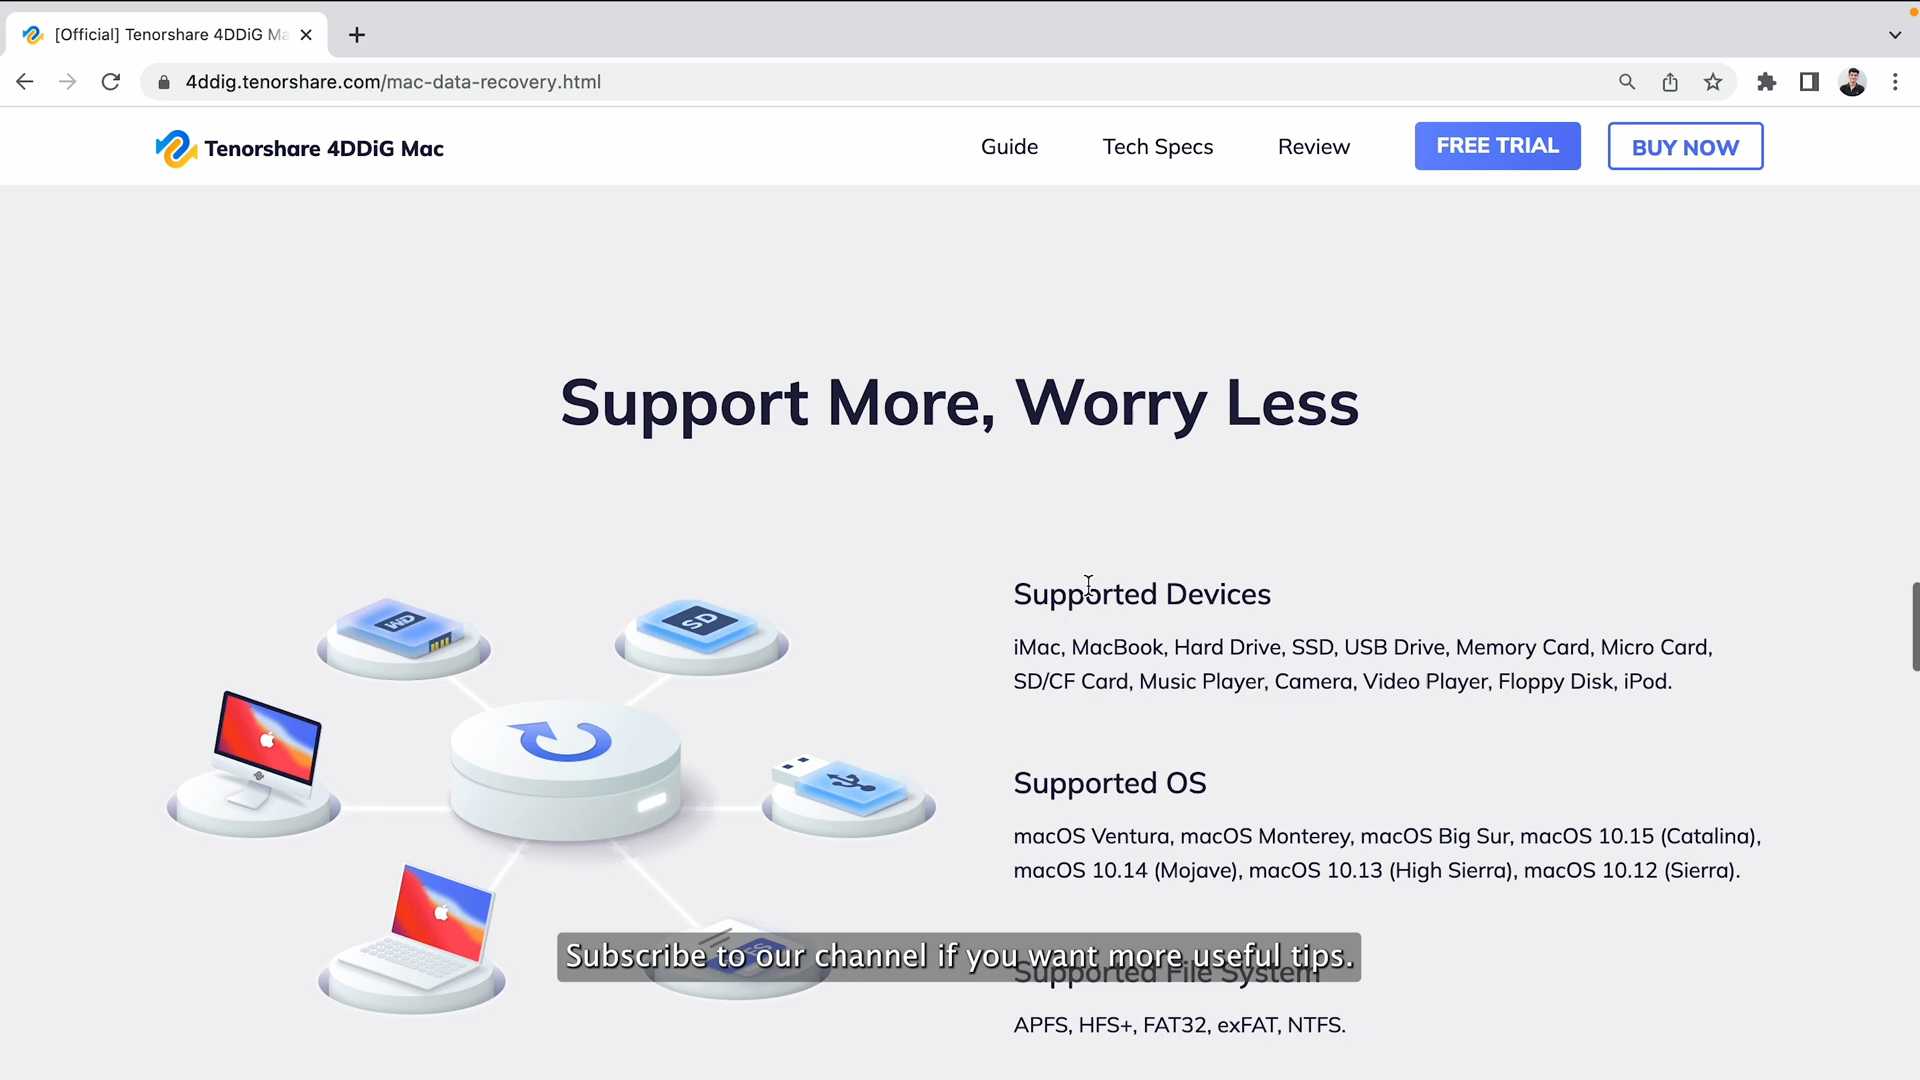 [Official] Tenorshare 4DDiG Ma
4ddig.tenorshare.com/mac-data-recovery.html
Tenorshare 4DDiG Mac
Guide
Tech Specs
Review
FREE TRIAL
BUY NOW
Support More, Worry Less
WD
SD
Supported Devices
iMac, MacBook, Hard Drive, SSD, USB Drive, Memory Card, Micro Card,
SD/CF Card, Music Player, Camera, Video Player, Floppy Disk, iPod.
Supported OS
macOS Ventura, macOS Monterey, macOS Big Sur, macOS 10.15 (Catalina),
macOS 10.14 (Mojave), macOS 10.13 (High Sierra), macOS 10.12 (Sierra).
Subscribe to our channel if you want more useful tips.
Supported File System
APFS, HFS+, FAT32, exFAT, NTFS.